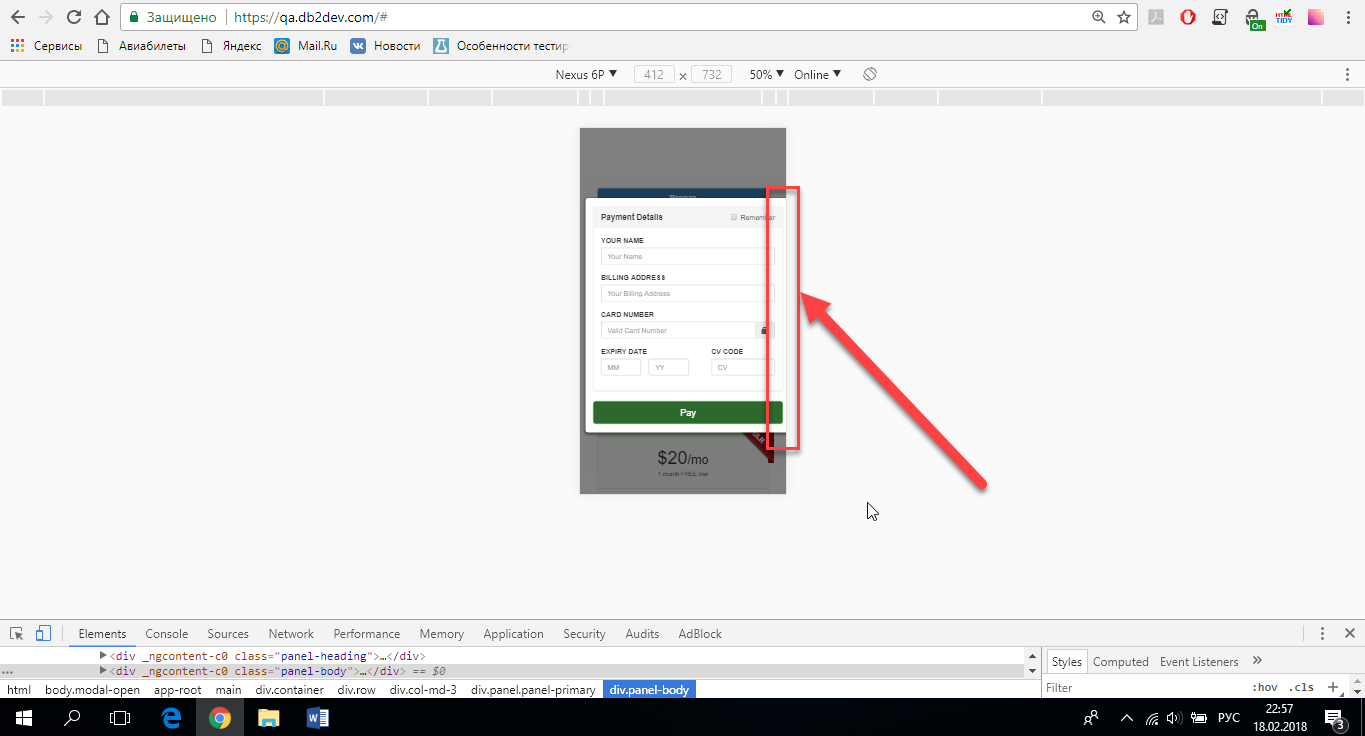 Защищено https://qa.db2dev.com/#
On
HTML TIDY
Сервисы Авиабилеты Яндекс Mail.Ru Новости Особенности тестир
Nexus 6P ▼ 412 × 732 50% ▼ Online ▼
Payment Details Remember
YOUR NAME
Your Name
BILLING ADDRESS
Your Billing Address
CARD NUMBER
Valid Card Number
EXPIRY DATE CV CODE
MM YY CV
Pay
$20/mo
1 month FREE trial
Elements Console Sources Network Performance Memory Application Security Audits AdBlock
▶<div _ngcontent-c0 class="panel-heading">…</div>
... ▶<div _ngcontent-c0 class="panel-body">…</div> == $0
html body.modal-open app-root main div.container div.row div.col-md-3 div.panel.panel-primary div.panel-body
Styles Computed Event Listeners »
Filter :hov .cls +
РУС 22:57
18.02.2018 3